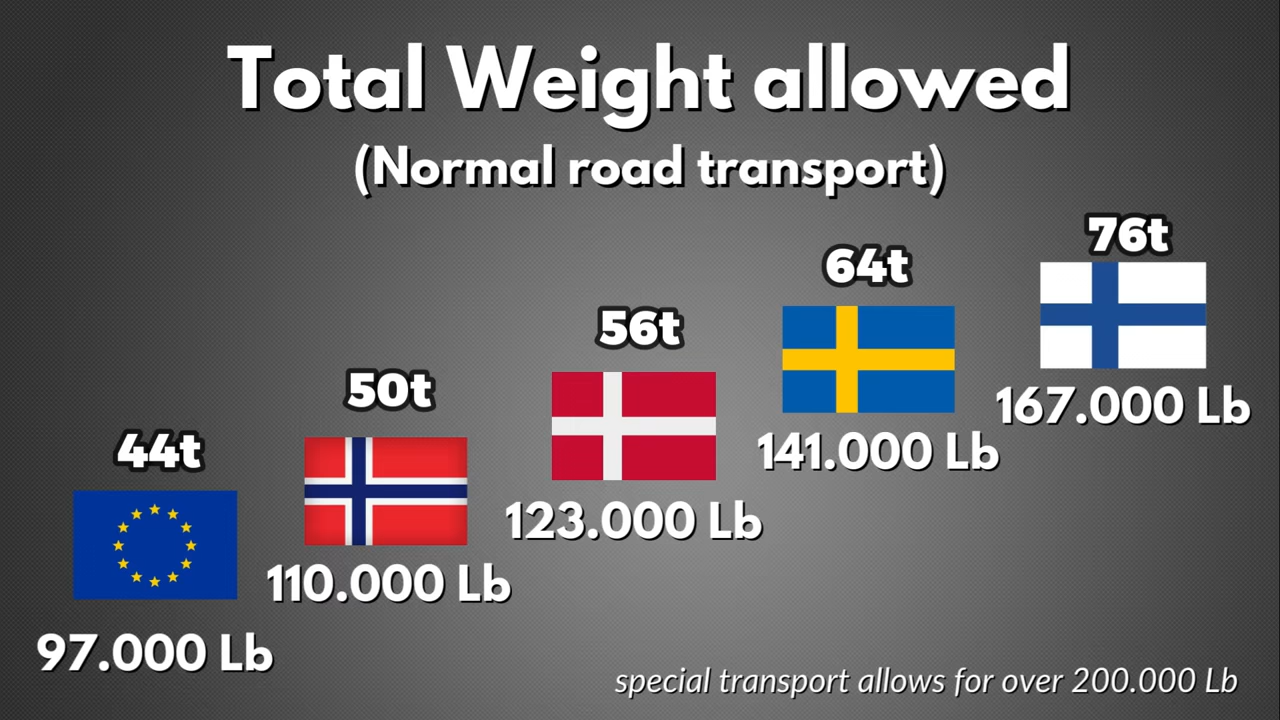 Total Weight allowed
(Normal road transport)
44t
97.000 Lb
50t
110.000 Lb
56t
123.000 Lb
64t
141.000 Lb
76t
167.000 Lb
special transport allows for over 200.000 Lb